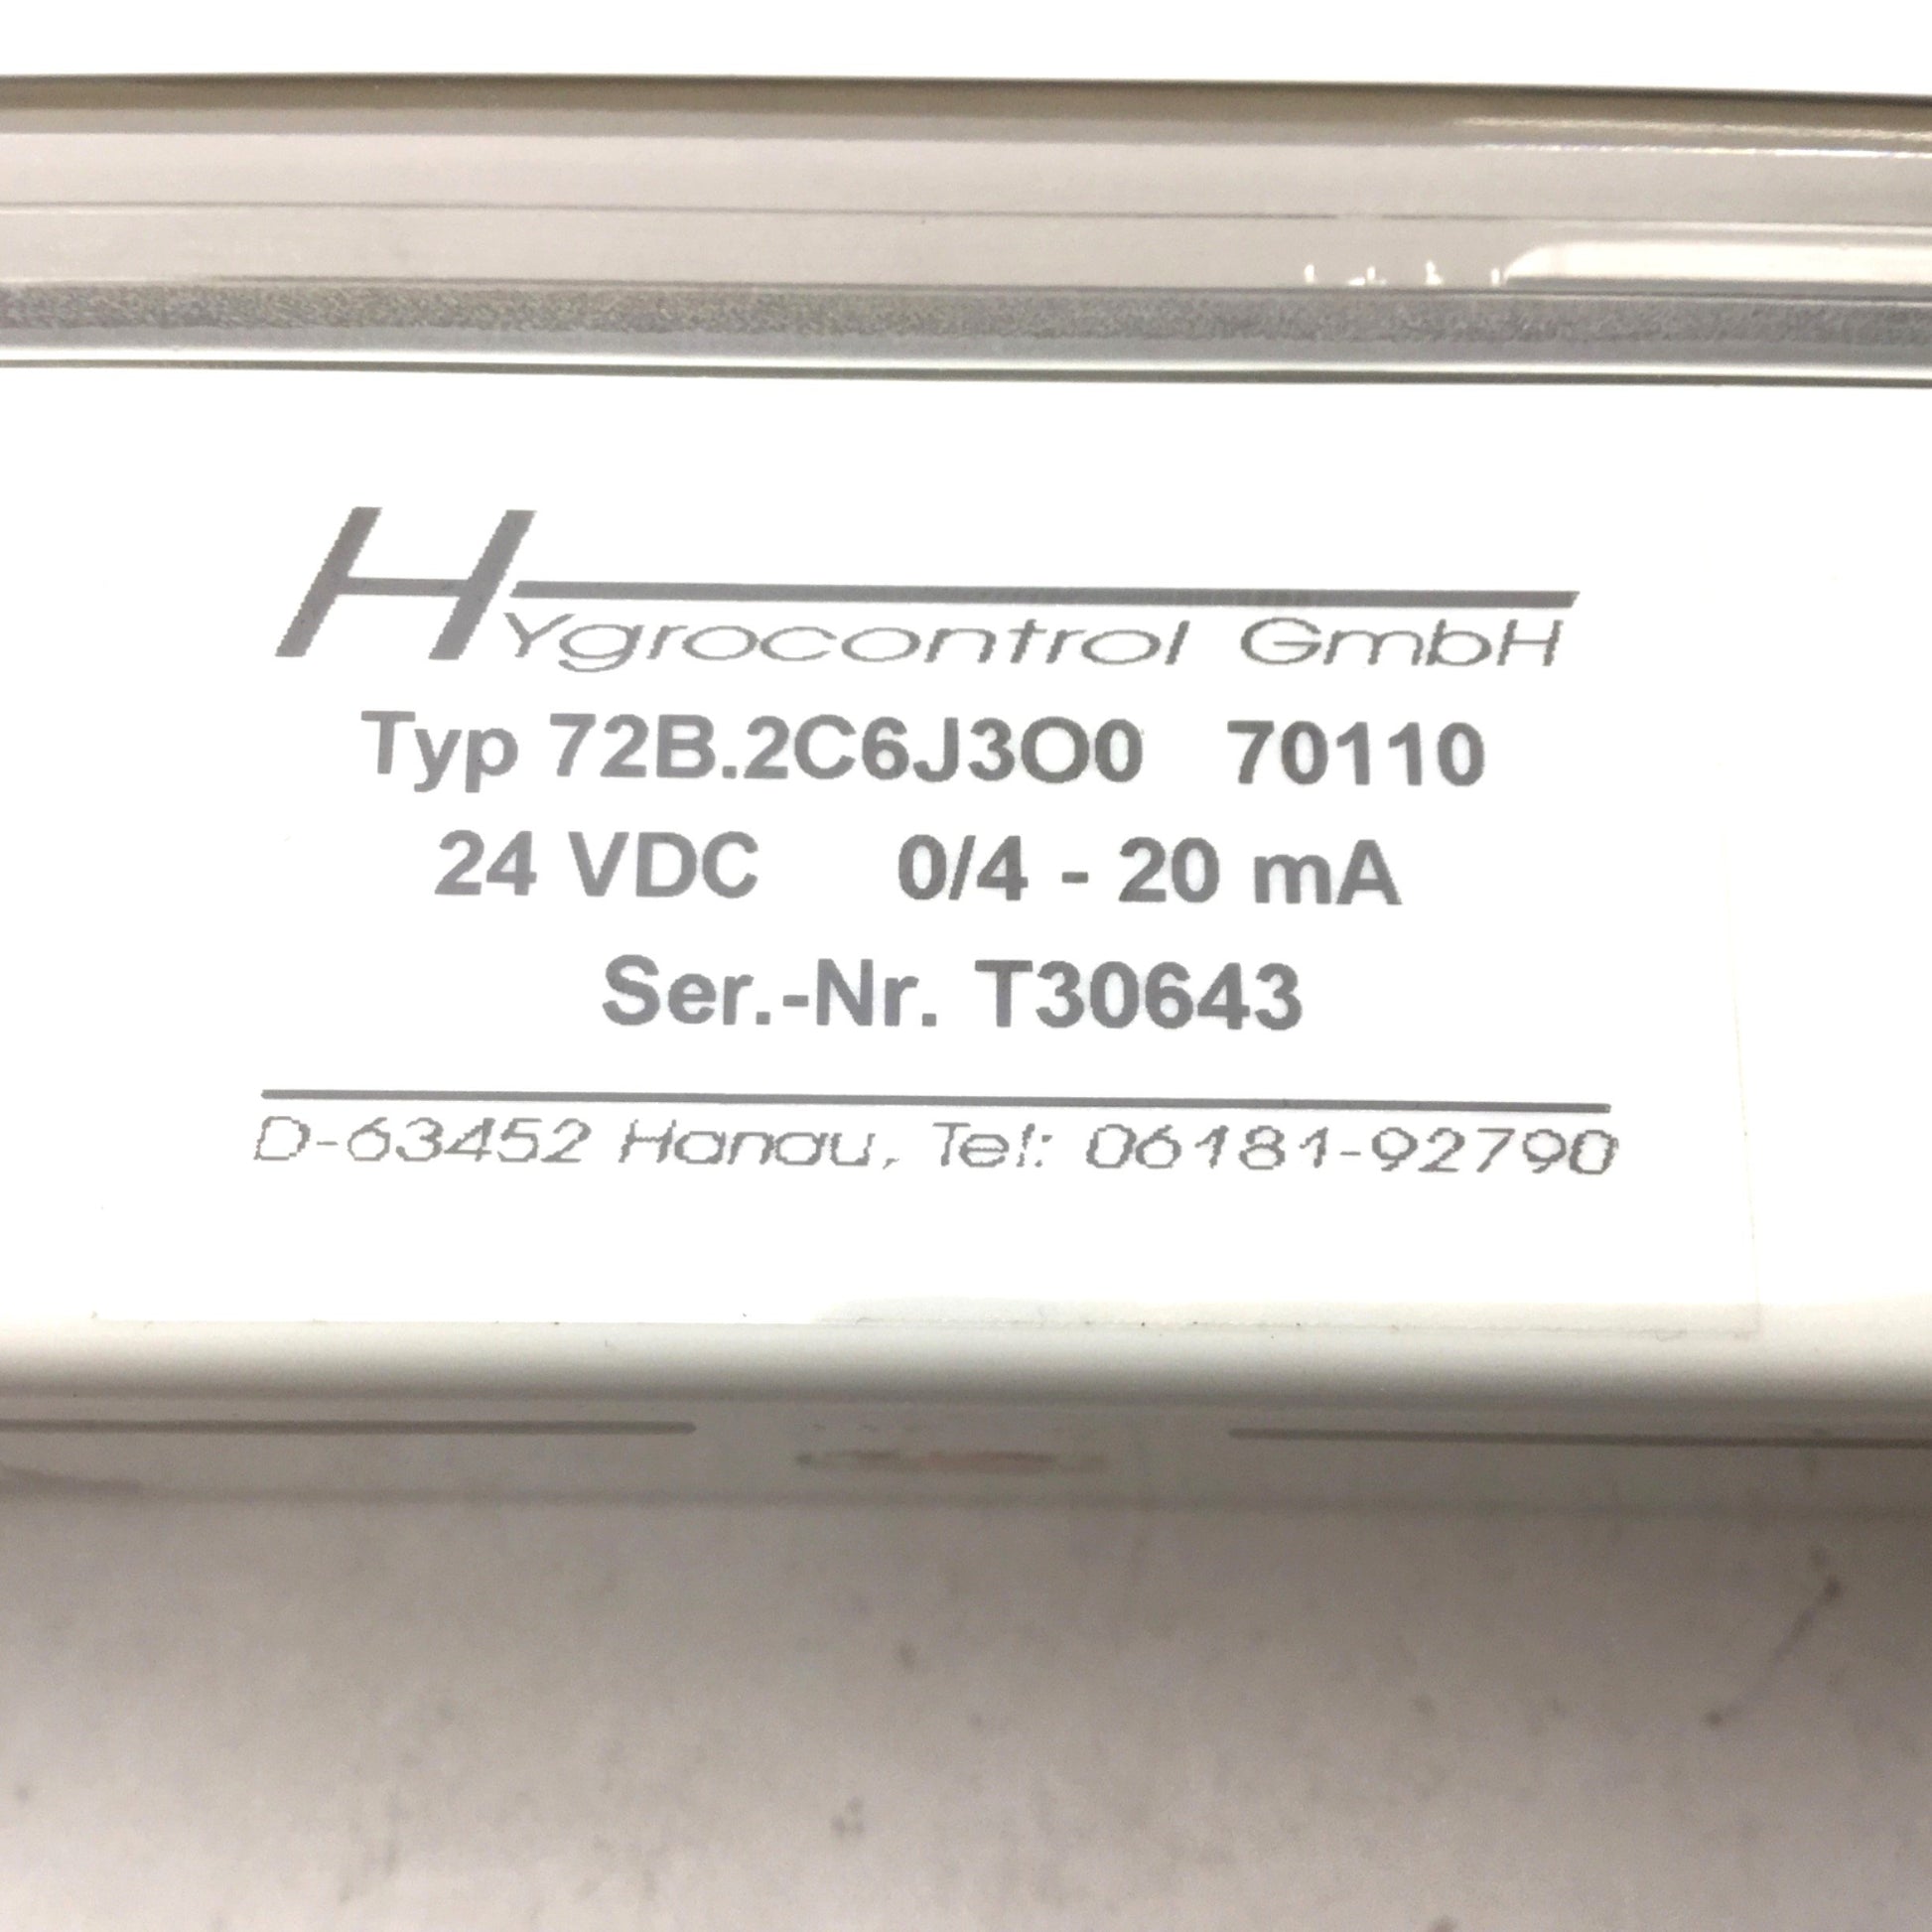 Hygrocontrol GmbH
Typ 72B.2C6J3O0 70110
24 VDC 0/4 - 20 mA
Ser.-Nr. T30643
D-63452 Hanau, Tel: 06181-92790